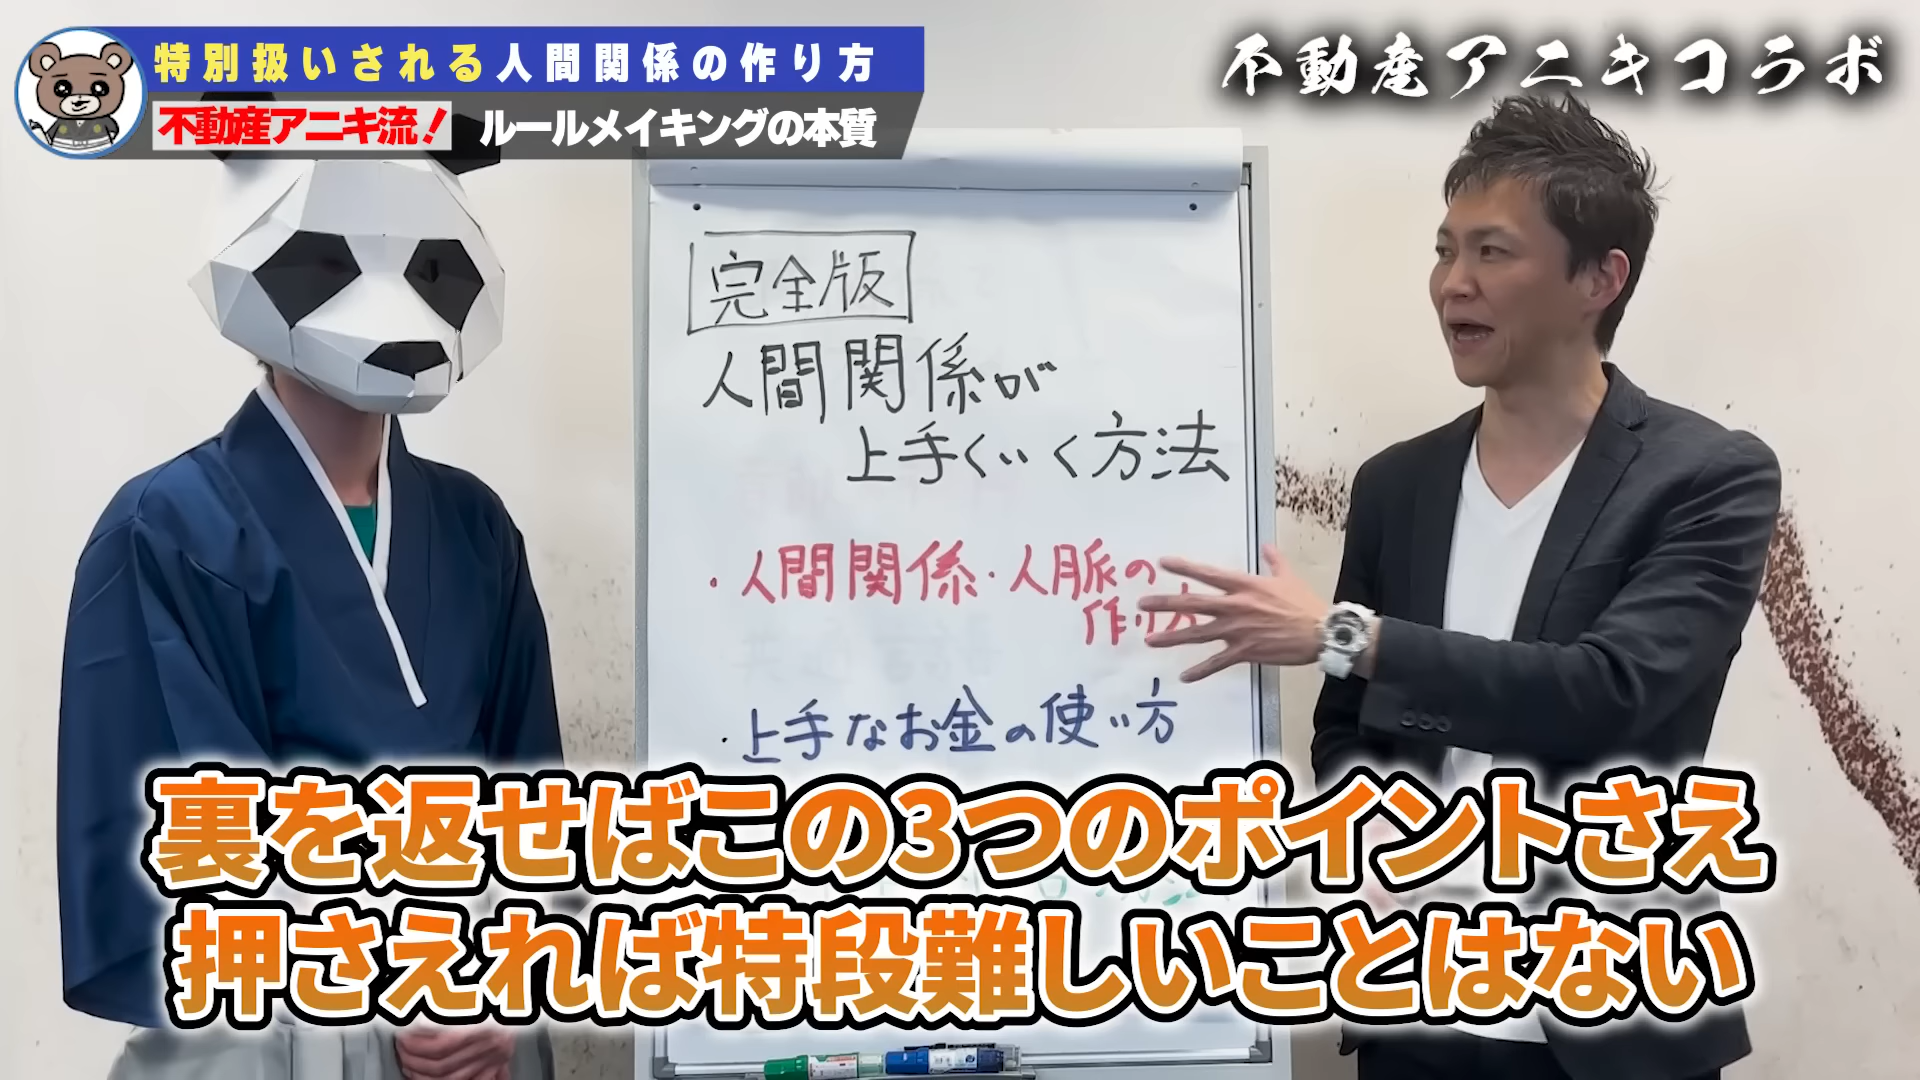 特別扱いされる人間関係の作り方
不動産アニキ流! ルールメイキングの本質
不動産アニキコラボ
完全版
人間関係が
上手くいく方法
・人間関係・人脈の
作り方
・上手なお金の使い方
裏を返せばこの3つのポイントさえ
押さえれば特段難しいことはない